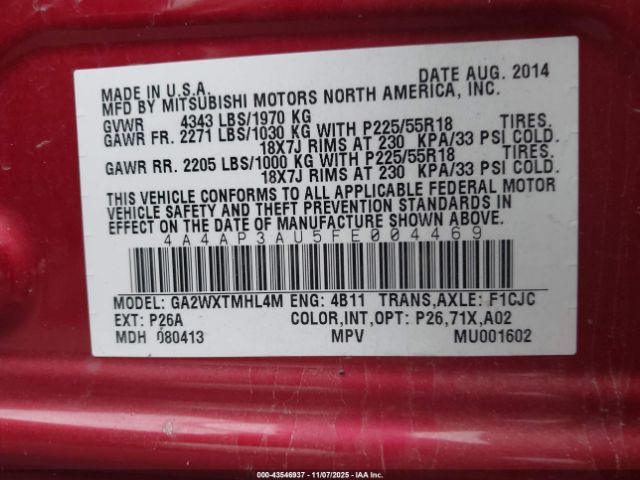 MADE IN U.S.A. DATE AUG. 2014
MFD BY MITSUBISHI MOTORS NORTH AMERICA, INC.
GVWR 4343 LBS/1970 KG
GAWR FR. 2271 LBS/1030 KG WITH P225/55R18 TIRES.
18X7J RIMS AT 230 KPA/33 PSI COLD.
GAWR RR. 2205 LBS/1000 KG WITH P225/55R18 TIRES.
18X7J RIMS AT 230 KPA/33 PSI COLD.
THIS VEHICLE CONFORMS TO ALL APPLICABLE FEDERAL MOTOR
VEHICLE SAFETY AND THEFT PREVENTION STANDARDS IN
EFFECT ON THE DATE OF MANUFACTURE SHOWN ABOVE.
4A4AP3AU5FE004469
MODEL: GA2WXTMHL4M ENG: 4B11 TRANS,AXLE: F1CJC
EXT: P26A COLOR,INT,OPT: P26,71X,A02
MDH 080413 MPV MU001602
000-43546937 - 11/07/2025 - IAA Inc.